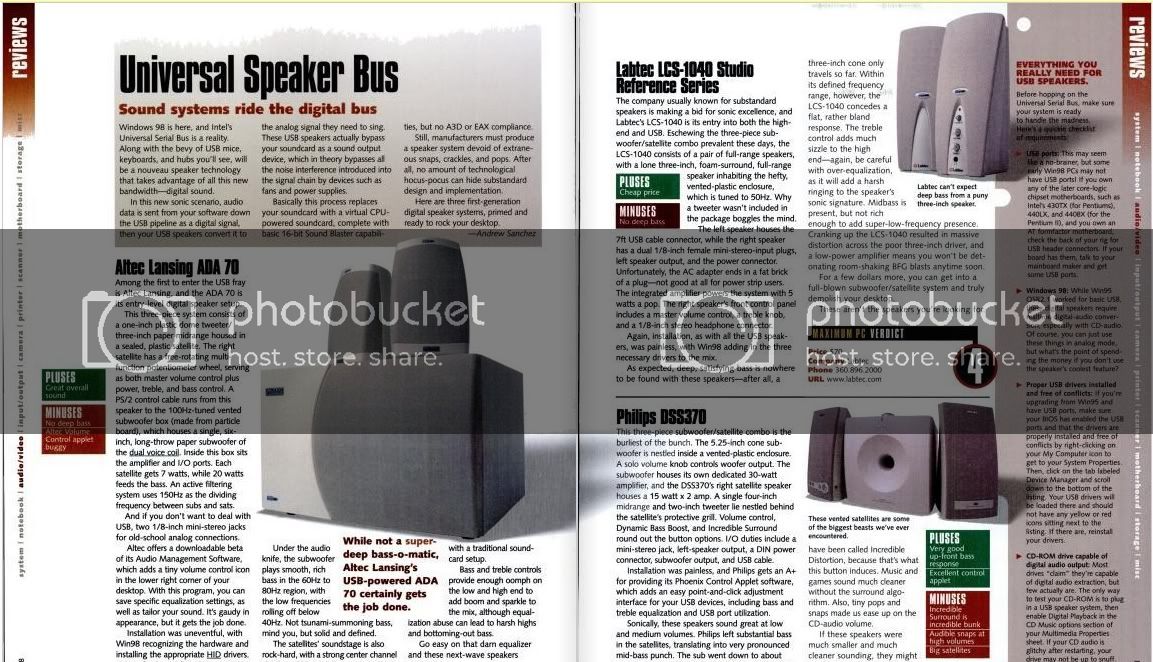 reviews
Universal Speaker Bus
Sound systems ride the digital bus
Windows 98 is here, and Intel's
Universal Serial Bus is a reality.
Along with the bevy of USB mice,
keyboards, and hubs you'll see, will
be a nouveau speaker technology
that takes advantage of all this new
bandwidth—digital sound.
In this new sonic scenario, audio
data is sent from your software down
the USB pipeline as a digital signal,
then your USB speakers convert it to
the analog signal they need to sing.
These USB speakers actually bypass
your soundcard as a sound output
device, which in theory bypasses all
the noise interference introduced into
the signal chain by devices such as
fans and power supplies.
Basically this process replaces
your soundcard with a virtual CPU-
powered soundcard, complete with
basic 16-bit Sound Blaster capabili-
ties, but no A3D or EAX compliance.
Still, manufacturers must produce
a speaker system devoid of extrane-
ous snaps, crackles, and pops. After
all, no amount of technological
hocus-pocus can hide substandard
design and implementation.
Here are three first-generation
digital speaker systems, primed and
ready to rock your desktop.
—Andrew Sanchez
Altec Lansing ADA 70
Among the first to enter the USB fray
is Altec Lansing, and the ADA 70 is
its entry-level digital speaker setup.
This three-piece system consists of
a one-inch plastic dome tweeter/
three-inch paper midrange housed in
a sealed, plastic satellite. The right
satellite has a pro-rotating multi-
function potentiometer wheel, serving
as both master volume control plus
power, treble, and bass control. A
PS/2 control cable runs from this
speaker to the 100Hz-tuned vented
subwoofer box (made from particle
board), which houses a single, six-
inch, long-throw paper subwoofer of
the dual voice coil. Inside this box sits
the amplifier and I/O ports. Each
satellite gets 7 watts, while 20 watts
feeds the bass. An active filtering
system uses 150Hz as the dividing
frequency between subs and sats.
And if you don't want to deal with
USB, two 1/8-inch mini-stereo jacks
for old-school analog connections.
Altec offers a downloadable beta
of its Audio Management Software,
which adds a tiny volume control icon
in the lower right corner of your
desktop. With this program, you can
save specific equalization settings, as
well as tailor your sound. It's gaudy in
appearance, but it gets the job done.
Installation was uneventful, with
Win98 recognizing the hardware and
installing the appropriate HID drivers.
PLUSES
Great overall
sound
MINUSES
No deep bass
Altec Volume
Control applet
buggy
Under the audio
knife, the subwoofer
plays smooth, rich
bass in the 60Hz to
80Hz region, with
the low frequencies
rolling off below
40Hz. Not tsunami-summoning bass,
mind you, but solid and defined.
The satellites' soundstage is also
rock-hard, with a strong center channel
While not a super-
deep bass-o-matic,
Altec Lansing's
USB-powered ADA
70 certainly gets
the job done.
with a traditional sound-
card setup.
Bass and treble controls
provide enough oomph on
the low and high end to
add boom and sparkle to
the mix, although equal-
ization abuse can lead to harsh highs
and bottoming-out bass.
Go easy on that darn equalizer
and these next-wave speakers
system | notebook | audio/video | input/output | camera | printer | scanner | motherboard | storage | misc
Labtec LCS-1040 Studio
Reference Series
The company usually known for substandard
speakers is making a bid for sonic excellence, and
Labtec's LCS-1040 is its entry into both the high-
end and USB. Eschewing the three-piece sub-
woofer/satellite combo prevalent these days, the
LCS-1040 consists of a pair of full-range speakers,
with a lone three-inch, foam-surround, full-range
speaker inhabiting the hefty,
vented-plastic enclosure,
which is tuned to 50Hz. Why
a tweeter wasn't included in
the package boggles the mind.
The left speaker houses the
7ft USB cable connector, while the right speaker
has a dual 1/8-inch female mini-stereo-input plugs,
left speaker output, and the power connector.
Unfortunately, the AC adapter ends in a fat brick
of a plug—not good at all for power strip users.
The integrated amplifier powers the system with 5
watts a pop. The right speaker's front control panel
includes a master volume, a treble knob,
and a 1/8-inch stereo headphone connector.
Again, installation, as with all the USB speak-
ers, was painless, with Win98 adding in the three
necessary drivers to the mix.
As expected, deep, satisfying bass is nowhere
to be found with these speakers—after all, a
PLUSES
Cheap price
MINUSES
No deep bass
three-inch cone only
travels so far. Within
its defined frequency
range, however, the
LCS-1040 concedes a
flat, rather bland
response. The treble
control adds much
sizzle to the high
end—again, be careful
with over-equalization,
as it will add a harsh
ringing to the speaker's
sonic signature. Midbass is
present, but not rich
enough to add super-low-frequency presence.
Cranking up the LCS-1040 resulted in massive
distortion across the poor three-inch driver, and
a low-power amplifier means you won't be det-
onating room-shaking BFG blasts anytime soon.
For a few dollars more, you can get into a
full-blown subwoofer/satellite system and truly
demolish your desktop.
These aren't the speakers you're looking for.
Labtec can't expect
deep bass from a puny
three-inch speaker.
MAXIMUM PC VERDICT
Price $70
Company Labtec
Phone 360.896.2000
URL www.labtec.com
4
Philips DSS370
This three-piece subwoofer/satellite combo is the
burliest of the bunch. The 5.25-inch cone sub-
woofer is nestled inside a vented-plastic enclosure.
A solo volume knob controls woofer output. The
subwoofer houses its own dedicated 30-watt
amplifier, and the DSS370's right satellite speaker
houses a 15 watt x 2 amp. A single four-inch
midrange and two-inch tweeter lie nestled behind
the satellite's protective grill. Volume control,
Dynamic Bass Boost, and Incredible Surround
round out the button options. I/O duties include a
mini-stereo jack, left-speaker output, a DIN power
connector, subwoofer output, and USB cable.
Installation was painless, and Philips gets an A+
for providing its Phoenix Control Applet software,
which adds an easy point-and-click adjustment
interface for your USB devices, including bass and
treble equalization and USB port utilization.
Sonically, these speakers sound great at low
and medium volumes. Philips left substantial bass
in the satellites, translating into very pronounced
mid-bass punch. The sub went down to about
These vented satellites are some
of the biggest beasts we've ever
encountered.
have been called Incredible
Distortion, because that's what
this button induces. Music and
games sound much cleaner
without the surround algo-
rithm. Also, tiny pops and
snaps made us ease up on the
CD-audio volume.
If these speakers were
much smaller and much
cleaner sounding, they might
PLUSES
Very good
up-front bass
response
Excellent control
applet
MINUSES
Incredible
Surround is
incredible bunk
Audible snaps at
high volumes
Big satellites
EVERYTHING YOU
REALLY NEED FOR
USB SPEAKERS.
Before hopping on the
Universal Serial Bus, make sure
your system is ready
to handle the madness.
Here's a quickie checklist
of requirements:
USB ports: This may seem
like a no-brainer, but some
early Win98 PCs may not
have USB ports! If you own
any of the later core-logic
chipset motherboards, such as
Intel's 430TX (for Pentiums),
440LX, and 440BX (for the
Pentium II), and you own an
AT formfactor motherboard,
check the back of your rig for
USB header connectors. If your
board has them, talk to your
mainboard maker and get
some USB ports.
Windows 98: While Win95
OSR2.1 worked for basic USB,
digital speakers require
digital-audio conver-
sion, especially with CD-audio.
Of course, you can just use
these things in analog mode,
but what's the point of spend-
ing the money if you don't use
the speaker's coolest feature?
Proper USB drivers installed
and free of conflicts: If you're
upgrading from Win95 and
have USB ports, make sure
your BIOS has enabled the USB
ports and that the drivers are
properly installed and free of
conflicts by right-clicking on
your My Computer icon to
get to your System Properties.
Then, click on the tab labeled
Device Manager and scroll
down to the bottom of the
listing. Your USB drivers will
be loaded there and should
not have any yellow or red
icons sitting next to the
listing. If there are, reinstall
your drivers.
CD-ROM drive capable of
digital audio output: Most
drives "claim" they're capable
of digital audio extraction, but
few actually are. The only way
to test your CD-ROM is to plug
in a USB speaker system, then
enable Digital Playback in the
CD Music options section of
your Multimedia Properties
sheet. If your CD audio is
glitchy after restarting, your
drive may not be up to snuff.
reviews
system | notebook | audio/video | input/output | camera | printer | scanner | motherboard | storage | misc
photobucket
host. store. share.
photobucket
host. store. share.